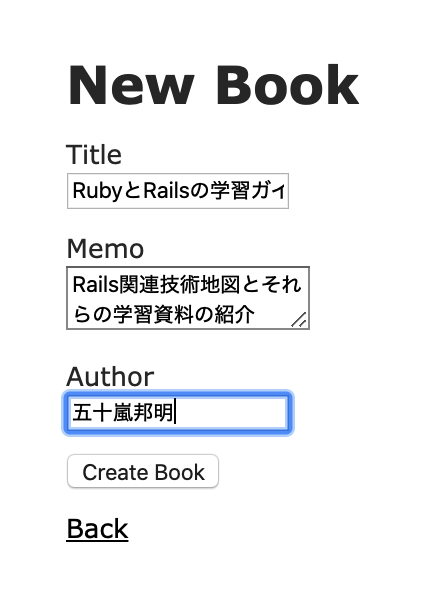 New Book
Title
RubyとRailsの学習ガイ
Memo
Rails関連技術地図とそれ
らの学習資料の紹介
Author
五十嵐邦明
Create Book
Back